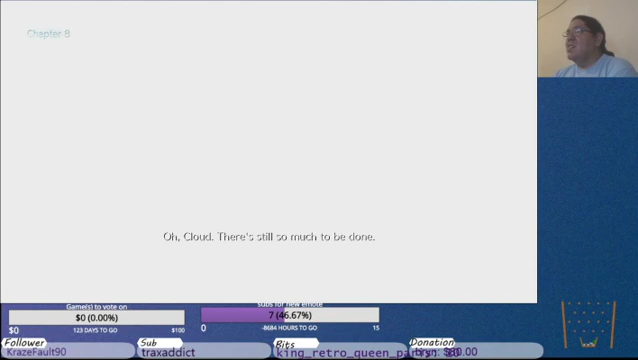 Chapter 8
Oh, Cloud. There's still so much to be done.
Game(s) to vote on
$0 (0.00%)
$0
123 DAYS TO GO
$100
Subs for new emote
7 (46.67%)
0
-8684 HOURS TO GO
15
Follower
KrazeFault90
Sub
traxaddict
Bits
Donation